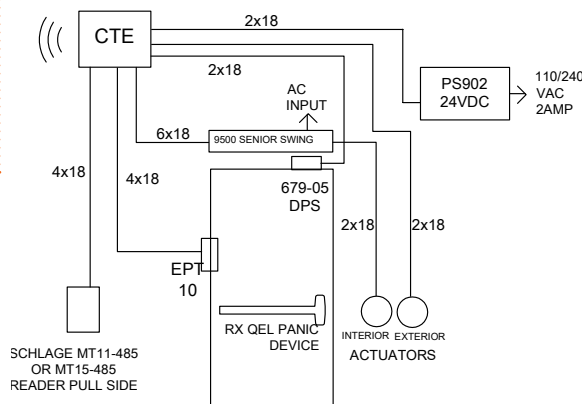 2x18
CTE
2x18
PS902
24VDC
110/240
VAC
2AMP
AC
INPUT
6x18
9500 SENIOR SWING
4x18
4x18
679-05
DPS
2x18
2x18
EPT
10
RX QEL PANIC
DEVICE
INTERIOR
EXTERIOR
ACTUATORS
SCHLAGE MT11-485
OR MT15-485
READER PULL SIDE